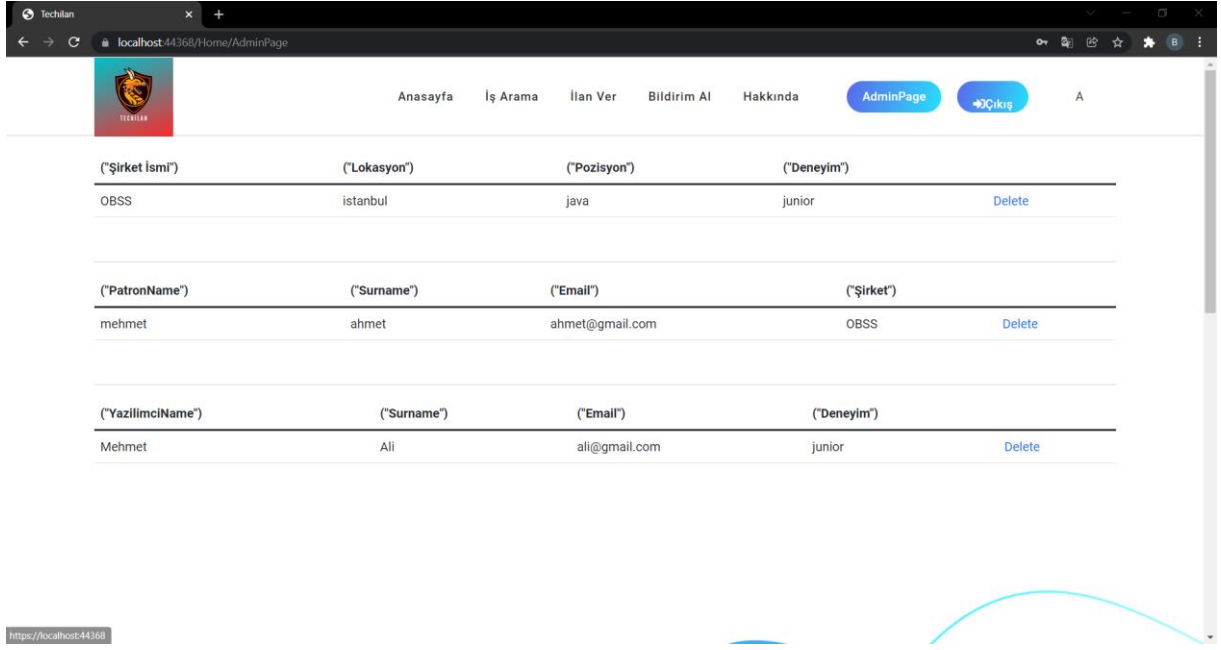 Techilan
localhost:44368/Home/AdminPage
B
TECHILAN
Anasayfa İş Arama İlan Ver Bildirim Al Hakkında AdminPage Çıkış A
("Şirket İsmi") ("Lokasyon") ("Pozisyon") ("Deneyim")
OBSS istanbul java junior Delete
("PatronName") ("Surname") ("Email") ("Şirket")
mehmet ahmet ahmet@gmail.com OBSS Delete
("YazilimciName") ("Surname") ("Email") ("Deneyim")
Mehmet Ali ali@gmail.com junior Delete
https://localhost:44368